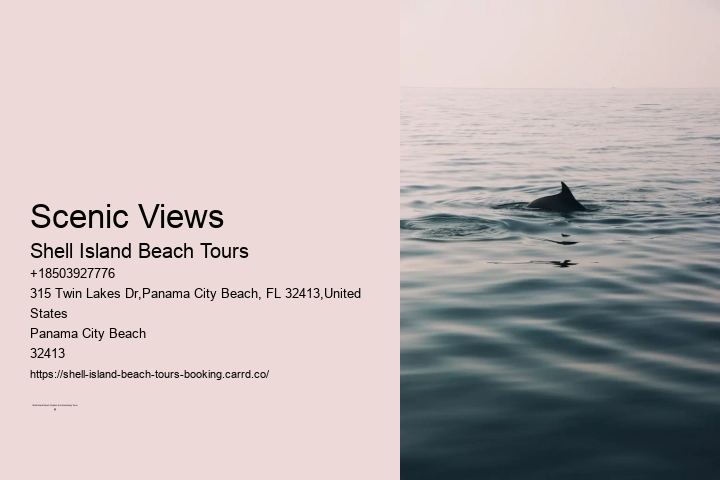 Scenic Views
Shell Island Beach Tours
+18503927776
315 Twin Lakes Dr,Panama City Beach, FL 32413,United
States
Panama City Beach
32413
https://shell-island-beach-tours-booking.carrd.co/